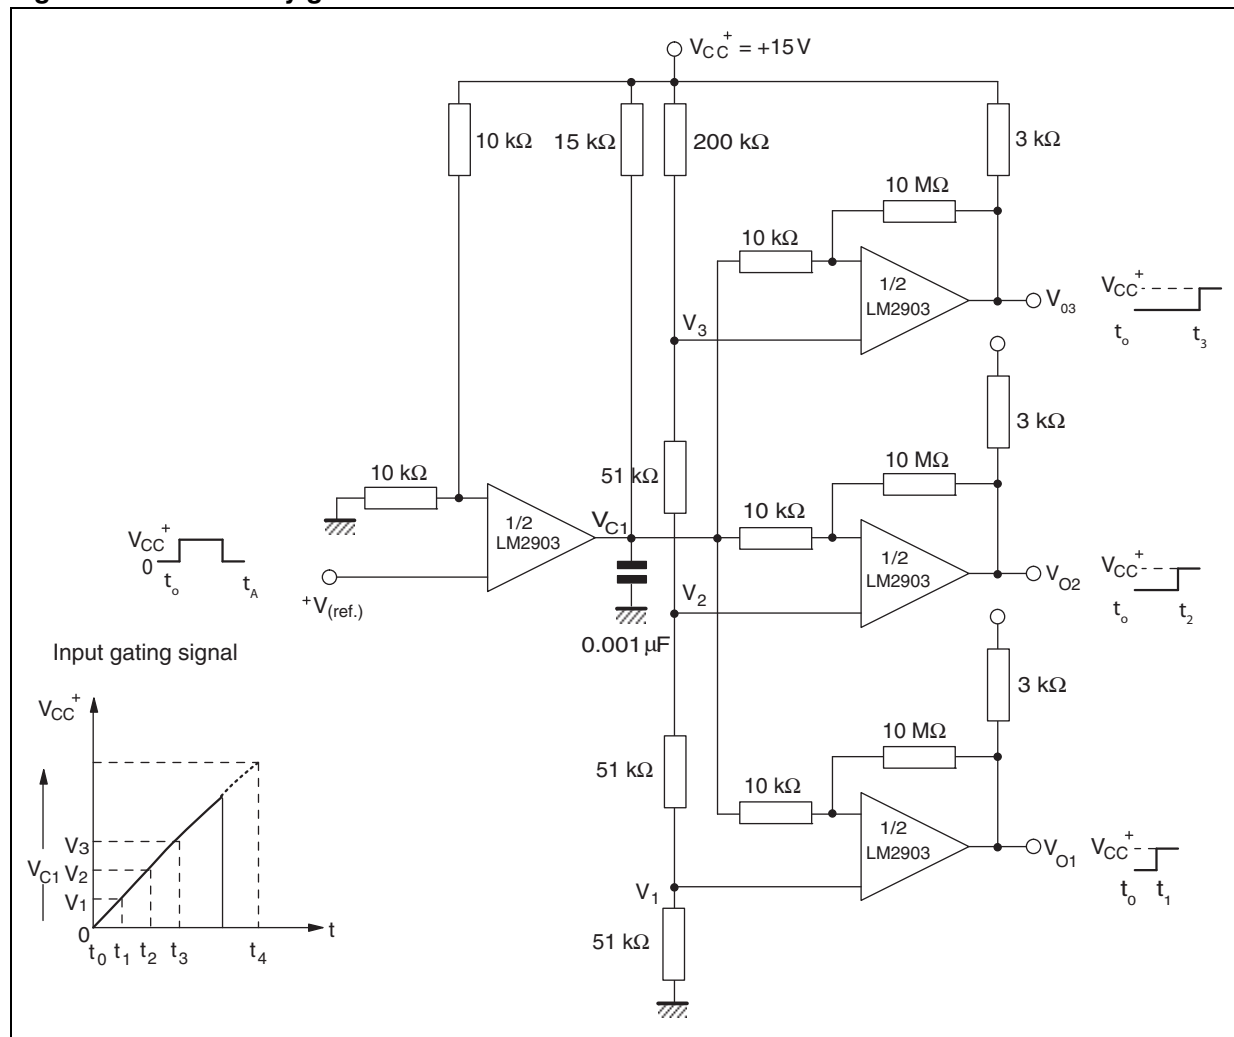 V_CC^+ = +15 V
10 kΩ
15 kΩ
200 kΩ
3 kΩ
10 MΩ
10 kΩ
1/2
LM2903
V_03
V_CC^+
t_o
t_3
V_3
3 kΩ
10 kΩ
51 kΩ
10 MΩ
1/2
LM2903
V_C1
10 kΩ
1/2
LM2903
V_O2
V_CC^+
t_o
t_2
V_CC^+
0
t_o
t_A
+V(ref.)
V_2
0.001 µF
Input gating signal
3 kΩ
10 MΩ
51 kΩ
10 kΩ
1/2
LM2903
V_O1
V_CC^+
t_o
t_1
V_1
51 kΩ
V_CC^+
V_3
V_C1
V_2
V_1
0
t
t_0
t_1
t_2
t_3
t_4